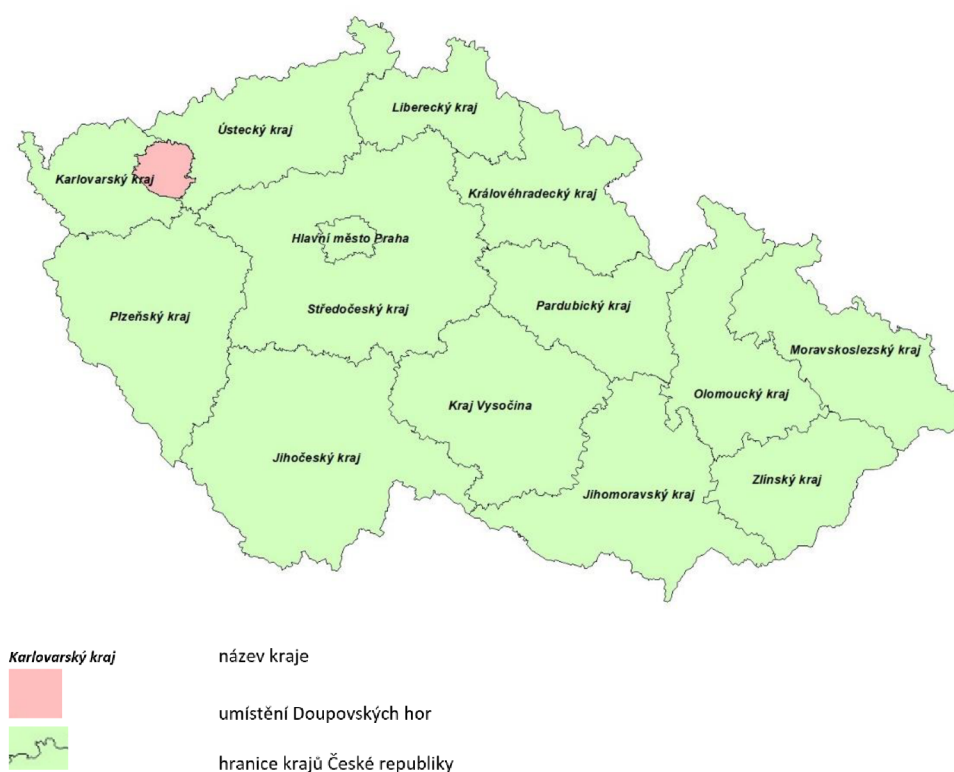 Liberecký kraj
Ústecký kraj
Karlovarský kraj
Královéhradecký kraj
Hlavní město Praha
Středočeský kraj
Pardubický kraj
Plzeňský kraj
Moravskoslezský kraj
Olomoucký kraj
Kraj Vysočina
Jihočeský kraj
Zlínský kraj
Jihomoravský kraj
Karlovarský kraj název kraje
umístění Doupovských hor
hranice krajů České republiky